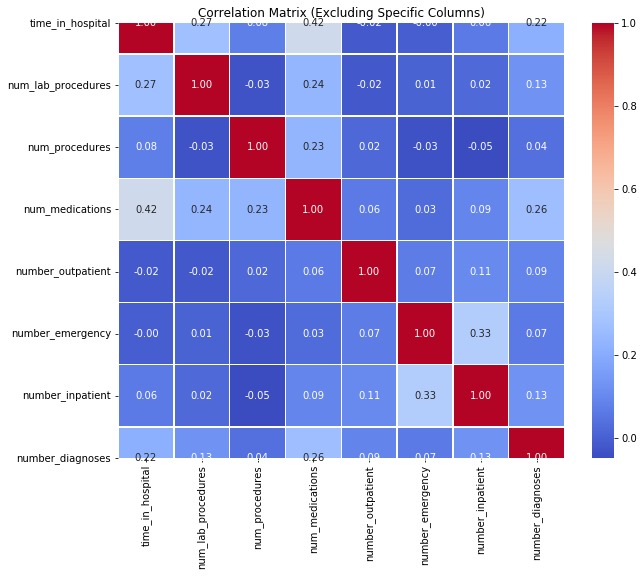 Correlation Matrix (Excluding Specific Columns)
time_in_hospital 1.00 0.27 0.08 0.42 -0.02 -0.00 0.06 0.22
num_lab_procedures 0.27 1.00 -0.03 0.24 -0.02 0.01 0.02 0.13
num_procedures 0.08 -0.03 1.00 0.23 0.02 -0.03 -0.05 0.04
num_medications 0.42 0.24 0.23 1.00 0.06 0.03 0.09 0.26
number_outpatient -0.02 -0.02 0.02 0.06 1.00 0.07 0.11 0.09
number_emergency -0.00 0.01 -0.03 0.03 0.07 1.00 0.33 0.07
number_inpatient 0.06 0.02 -0.05 0.09 0.11 0.33 1.00 0.13
number_diagnoses 0.22 0.13 0.04 0.26 0.09 0.07 0.13 1.00
time_in_hospital
num_lab_procedures
num_procedures
num_medications
number_outpatient
number_emergency
number_inpatient
number_diagnoses
1.0
0.8
0.6
0.4
0.2
0.0